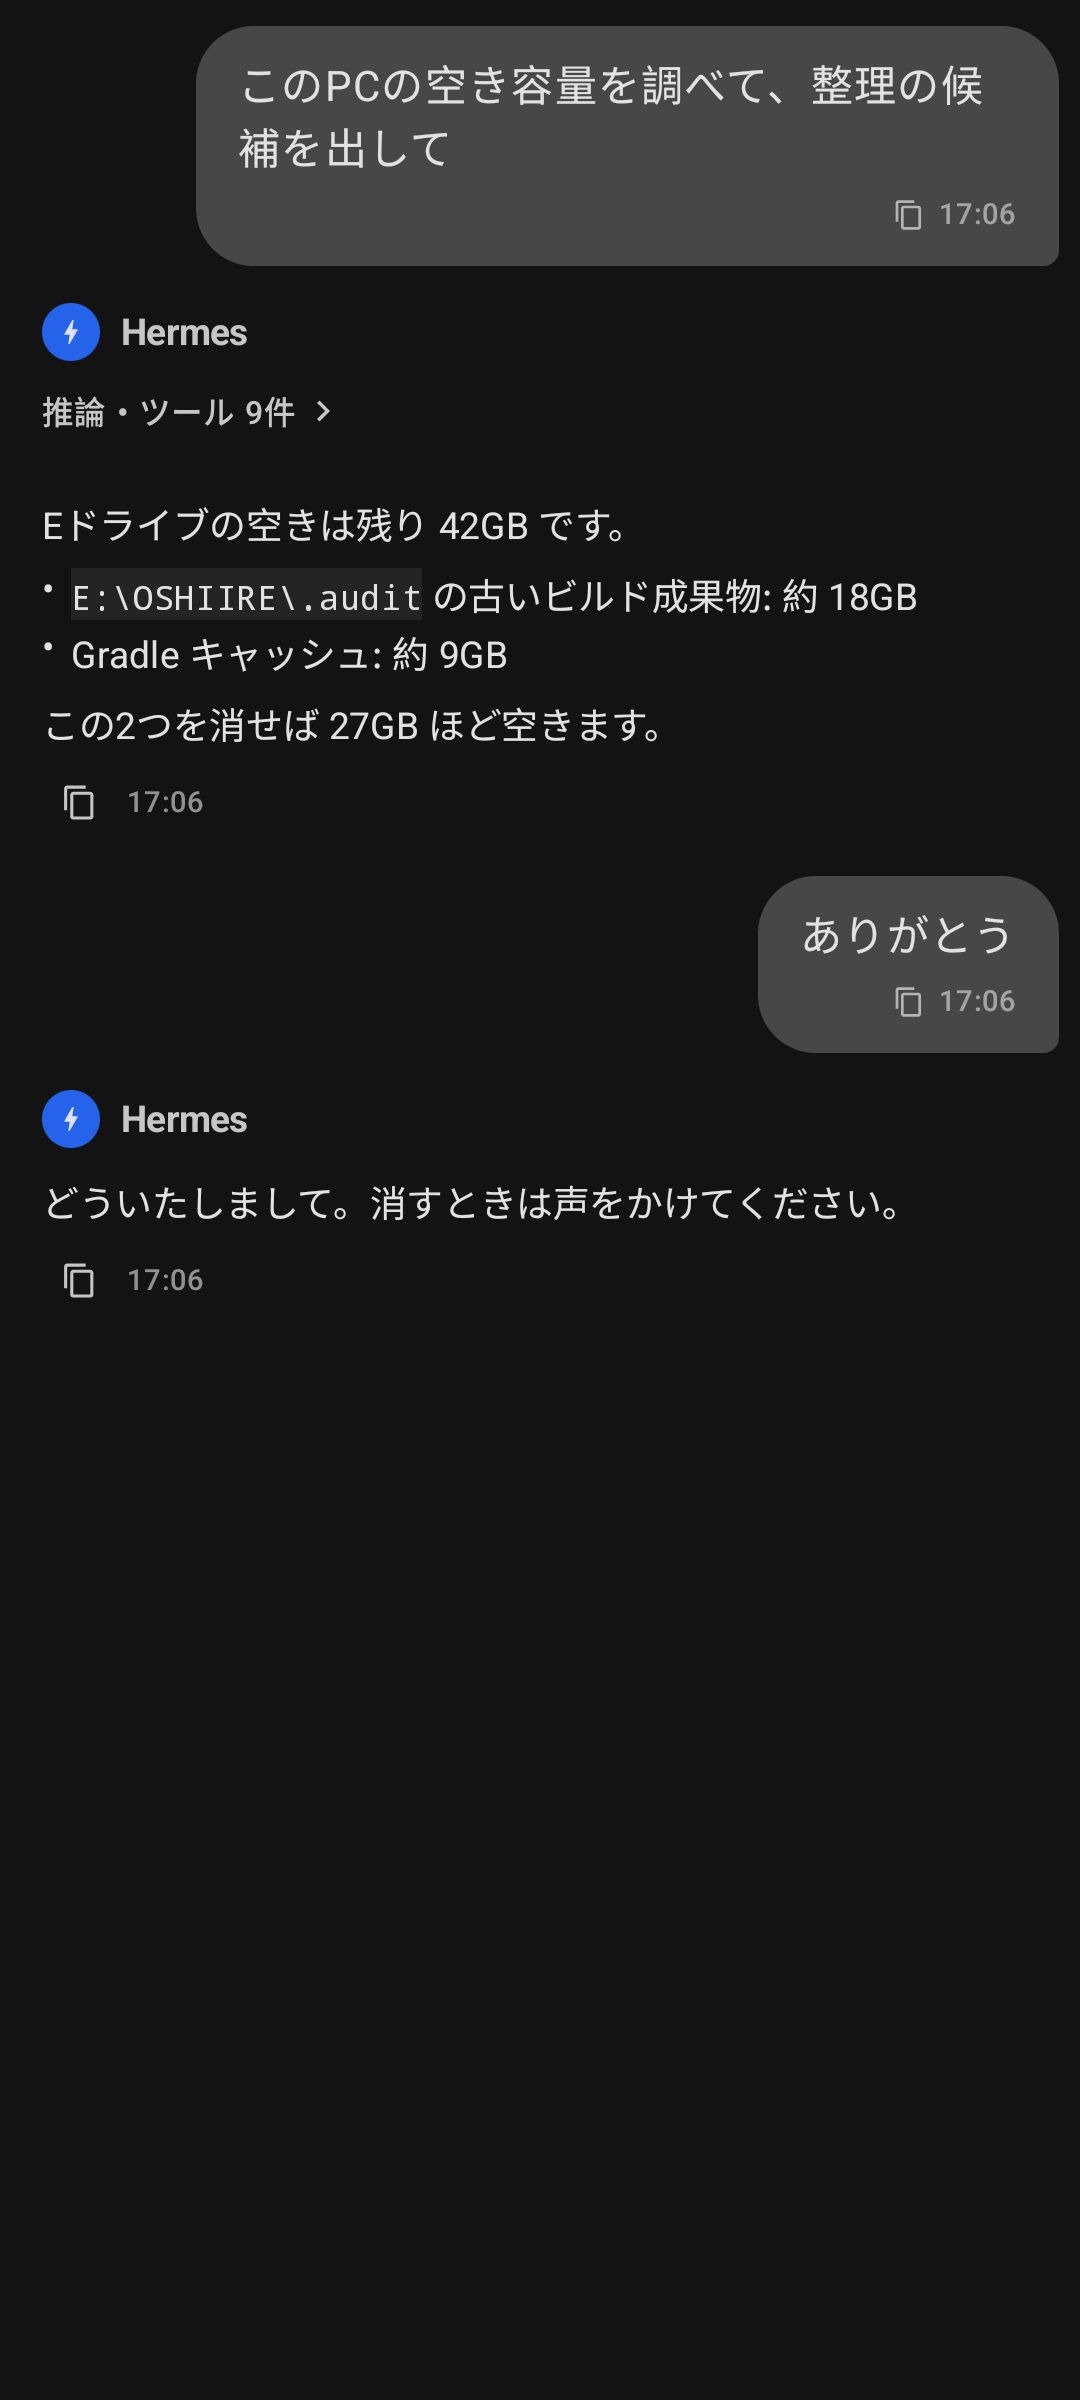 このPCの空き容量を調べて、整理の候
補を出して
17:06
Hermes
推論・ツール 9件
Eドライブの空きは残り 42GB です。
• E:\OSHIIRE\.audit の古いビルド成果物: 約 18GB
• Gradle キャッシュ: 約 9GB
この2つを消せば 27GB ほど空きます。
17:06
ありがとう
17:06
Hermes
どういたしまして。消すときは声をかけてください。
17:06